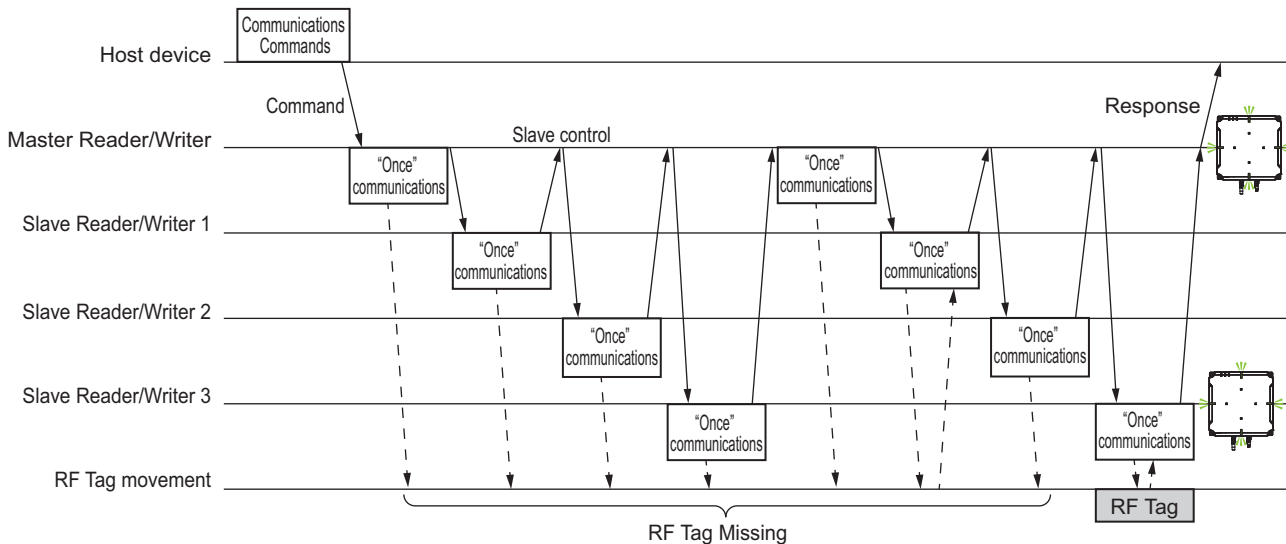 Communications
Commands
Host device
Command
Response
Master Reader/Writer
Slave control
“Once”
communications
“Once”
communications
Slave Reader/Writer 1
“Once”
communications
“Once”
communications
Slave Reader/Writer 2
“Once”
communications
“Once”
communications
Slave Reader/Writer 3
“Once”
communications
“Once”
communications
RF Tag movement
RF Tag
RF Tag Missing